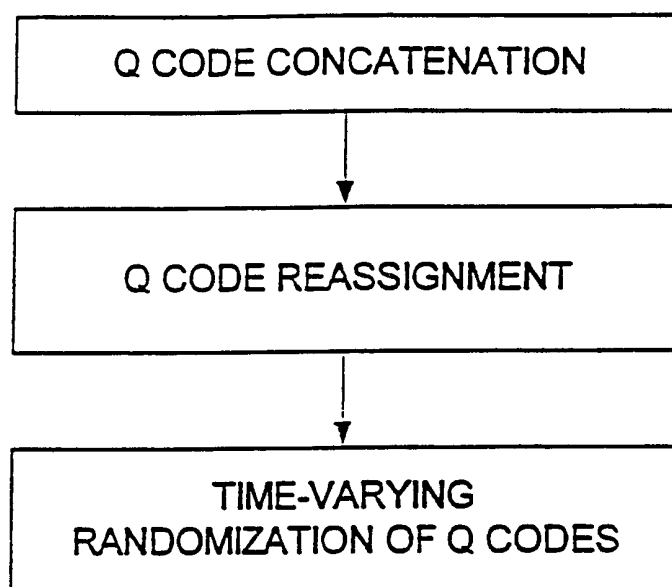 Q CODE CONCATENATION
Q CODE REASSIGNMENT
TIME-VARYING
RANDOMIZATION OF Q CODES